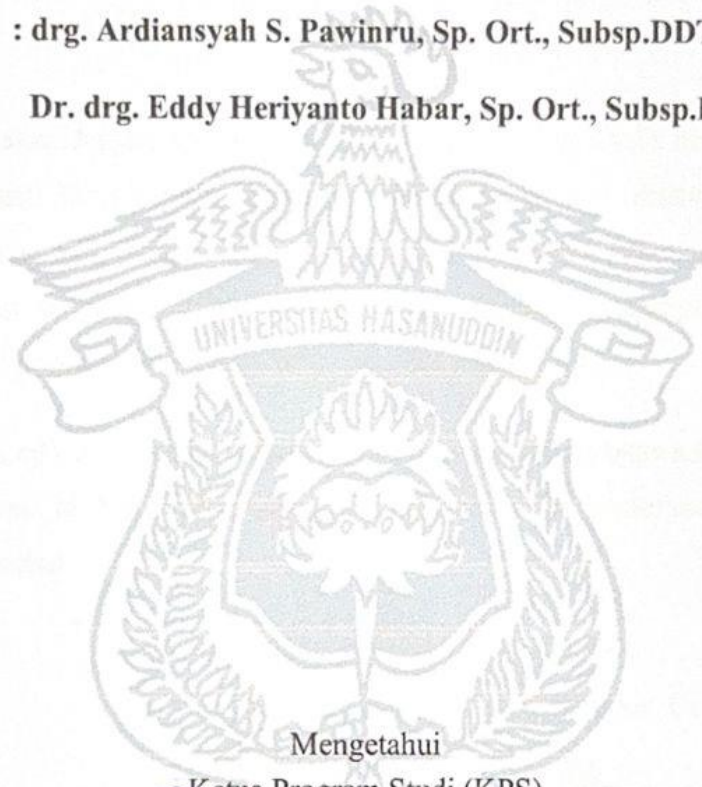 : drg. Ardiansyah S. Pawinru, Sp. Ort., Subsp.DDT
Dr. drg. Eddy Heriyanto Habar, Sp. Ort., Subsp.
UNIVERSITAS HASANUDDIN
Mengetahui
Ketua Program Studi (KPS)